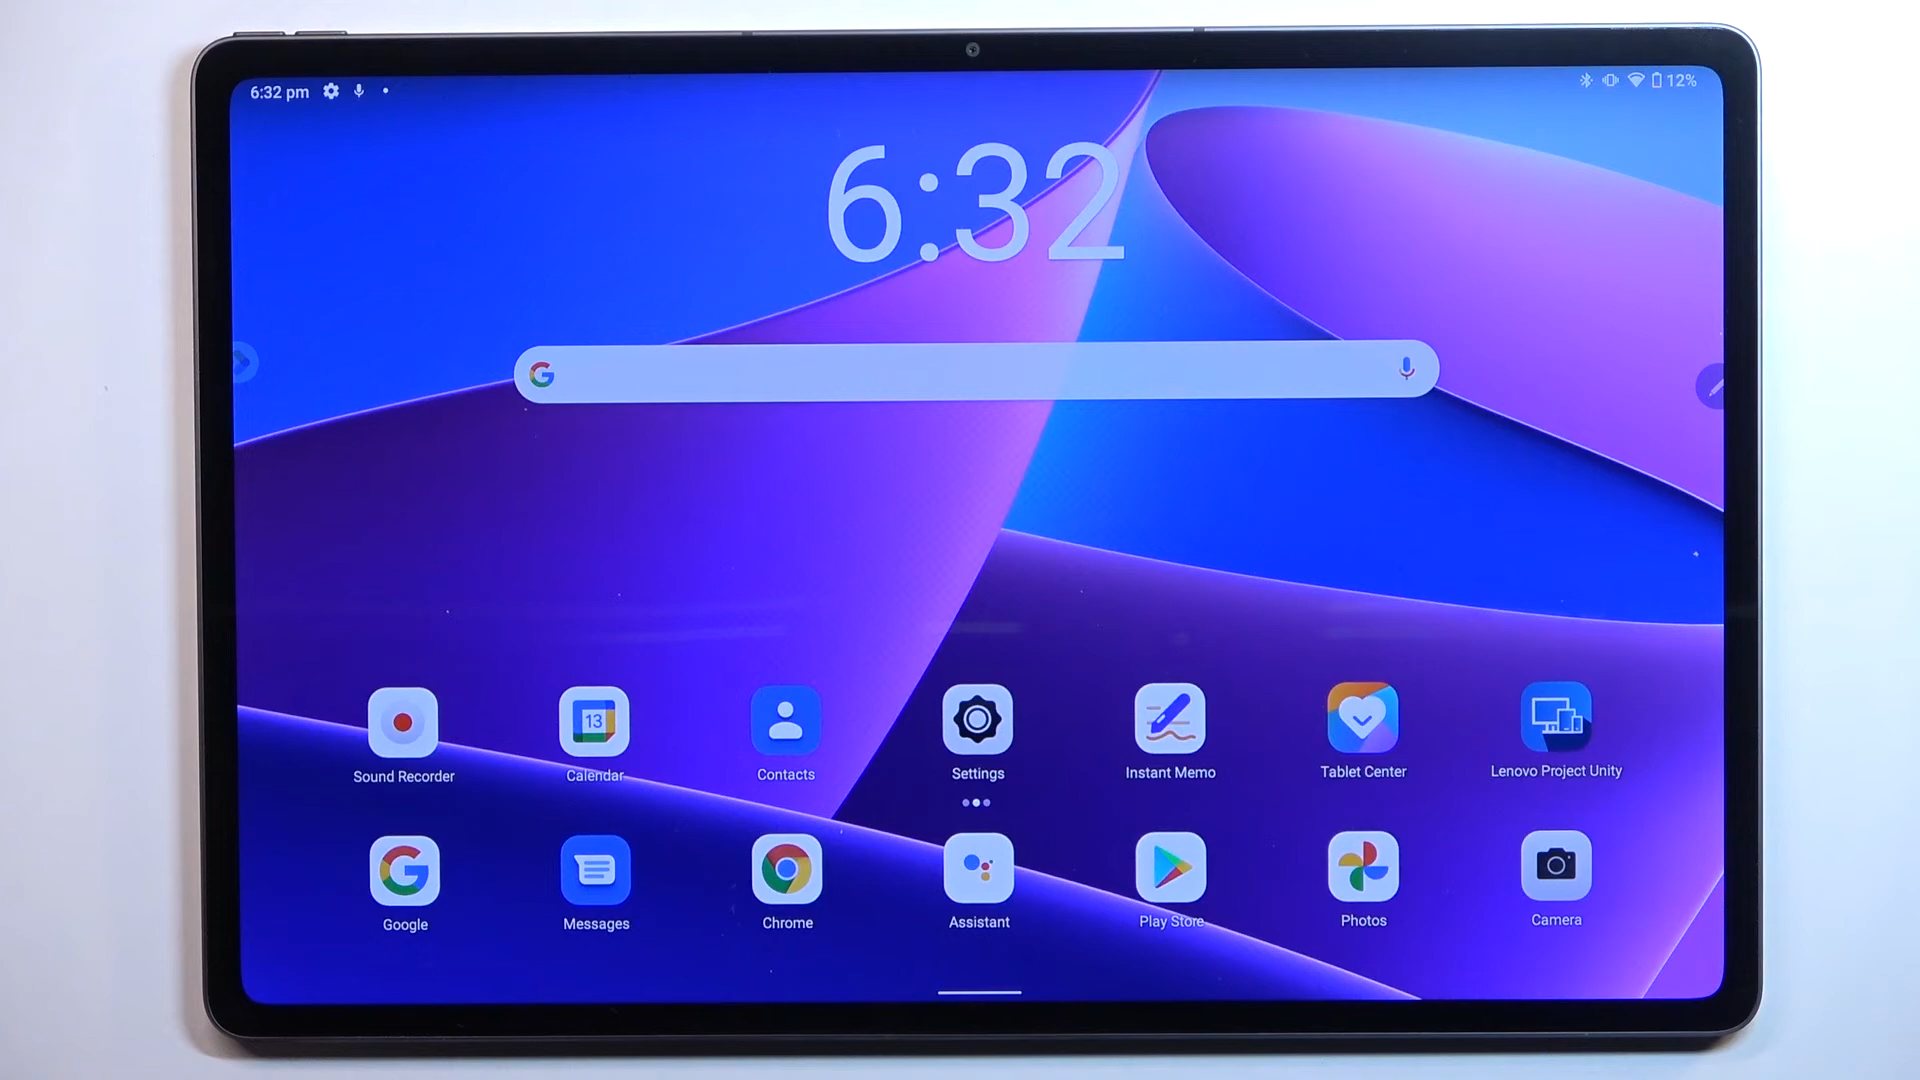 6:32 pm
12%
6:32
Sound Recorder
13
Calendar
Contacts
Settings
Instant Memo
Tablet Center
Lenovo Project Unity
Google
Messages
Chrome
Assistant
Play Store
Photos
Camera